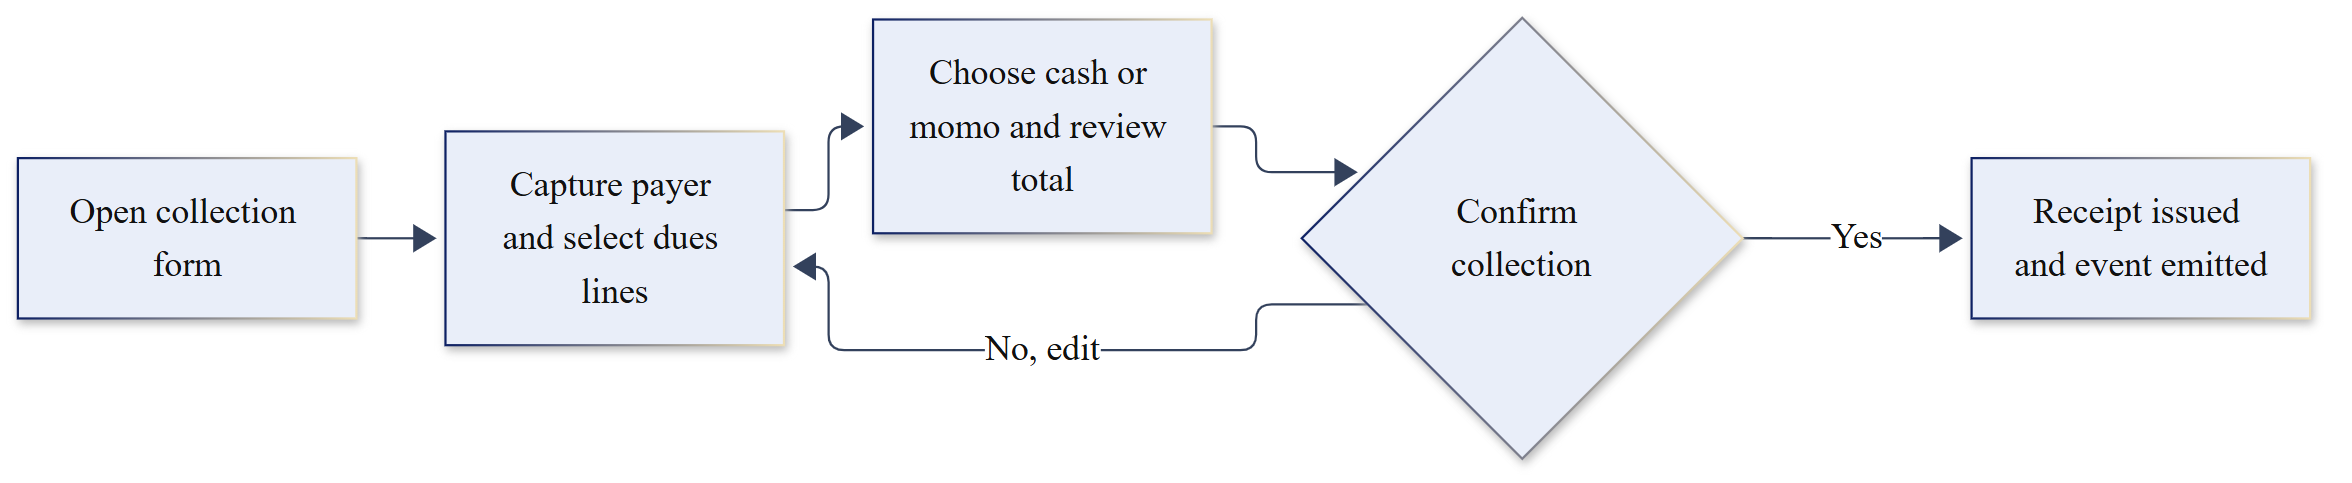 Open collection
form
Capture payer
and select dues
lines
Choose cash or
momo and review
total
Confirm
collection
No, edit
Yes
Receipt issued
and event emitted